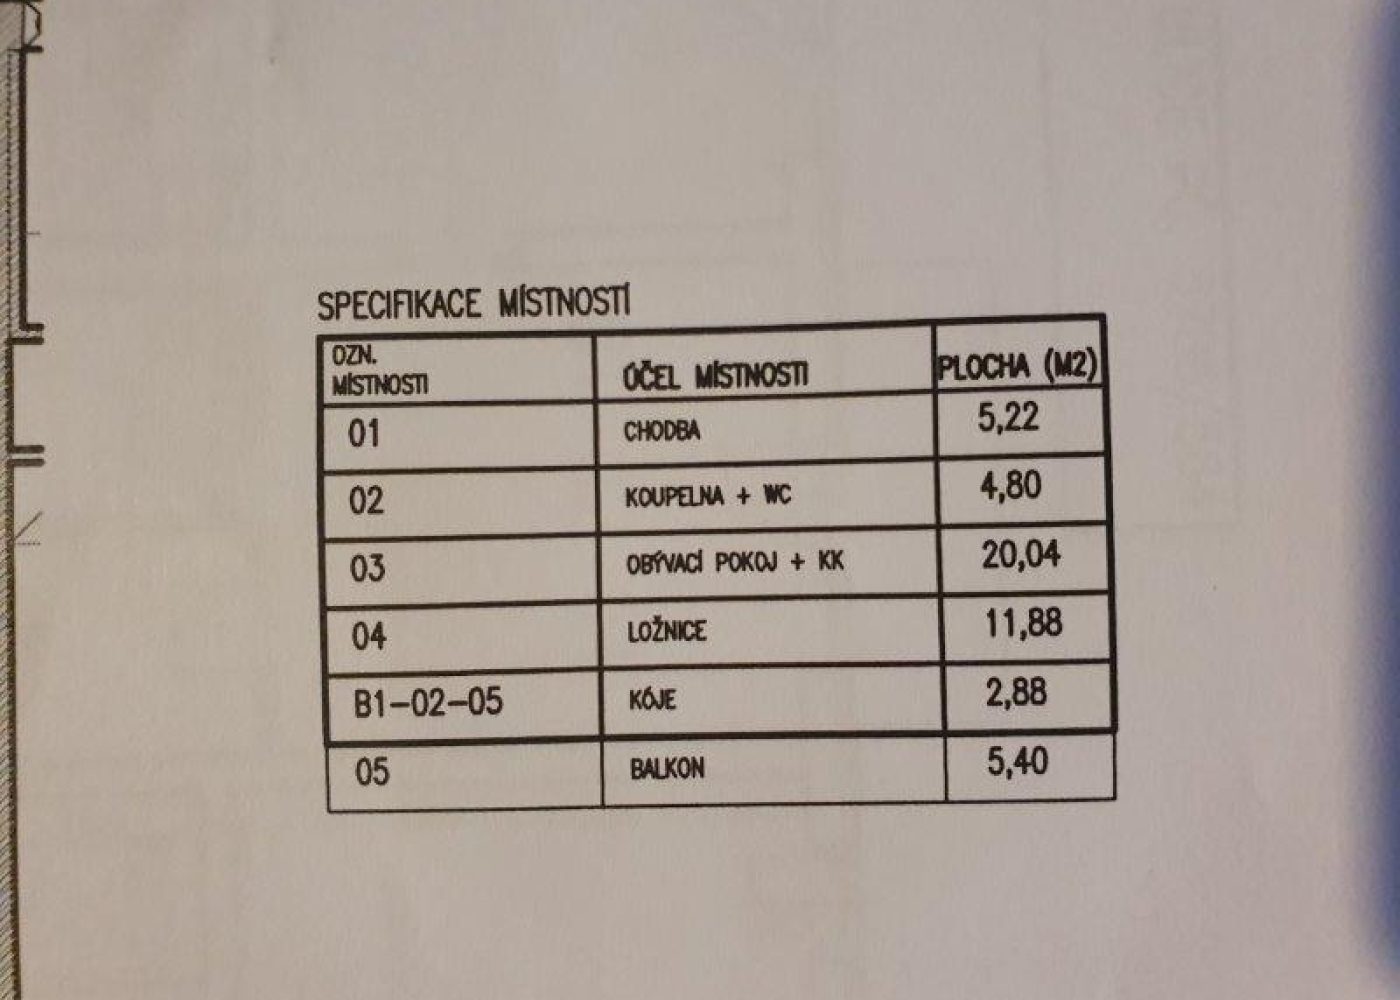 SPECIFIKACE MÍSTNOSTÍ
OZN.
MÍSTNOSTI
ÚČEL MÍSTNOSTI
PLOCHA (M2)
01 CHODBA 5,22
02 KOUPELNA + WC 4,80
03 OBÝVACÍ POKOJ + KK 20,04
04 LOŽNICE 11,88
B1-02-05 KÓJE 2,88
05 BALKON 5,40